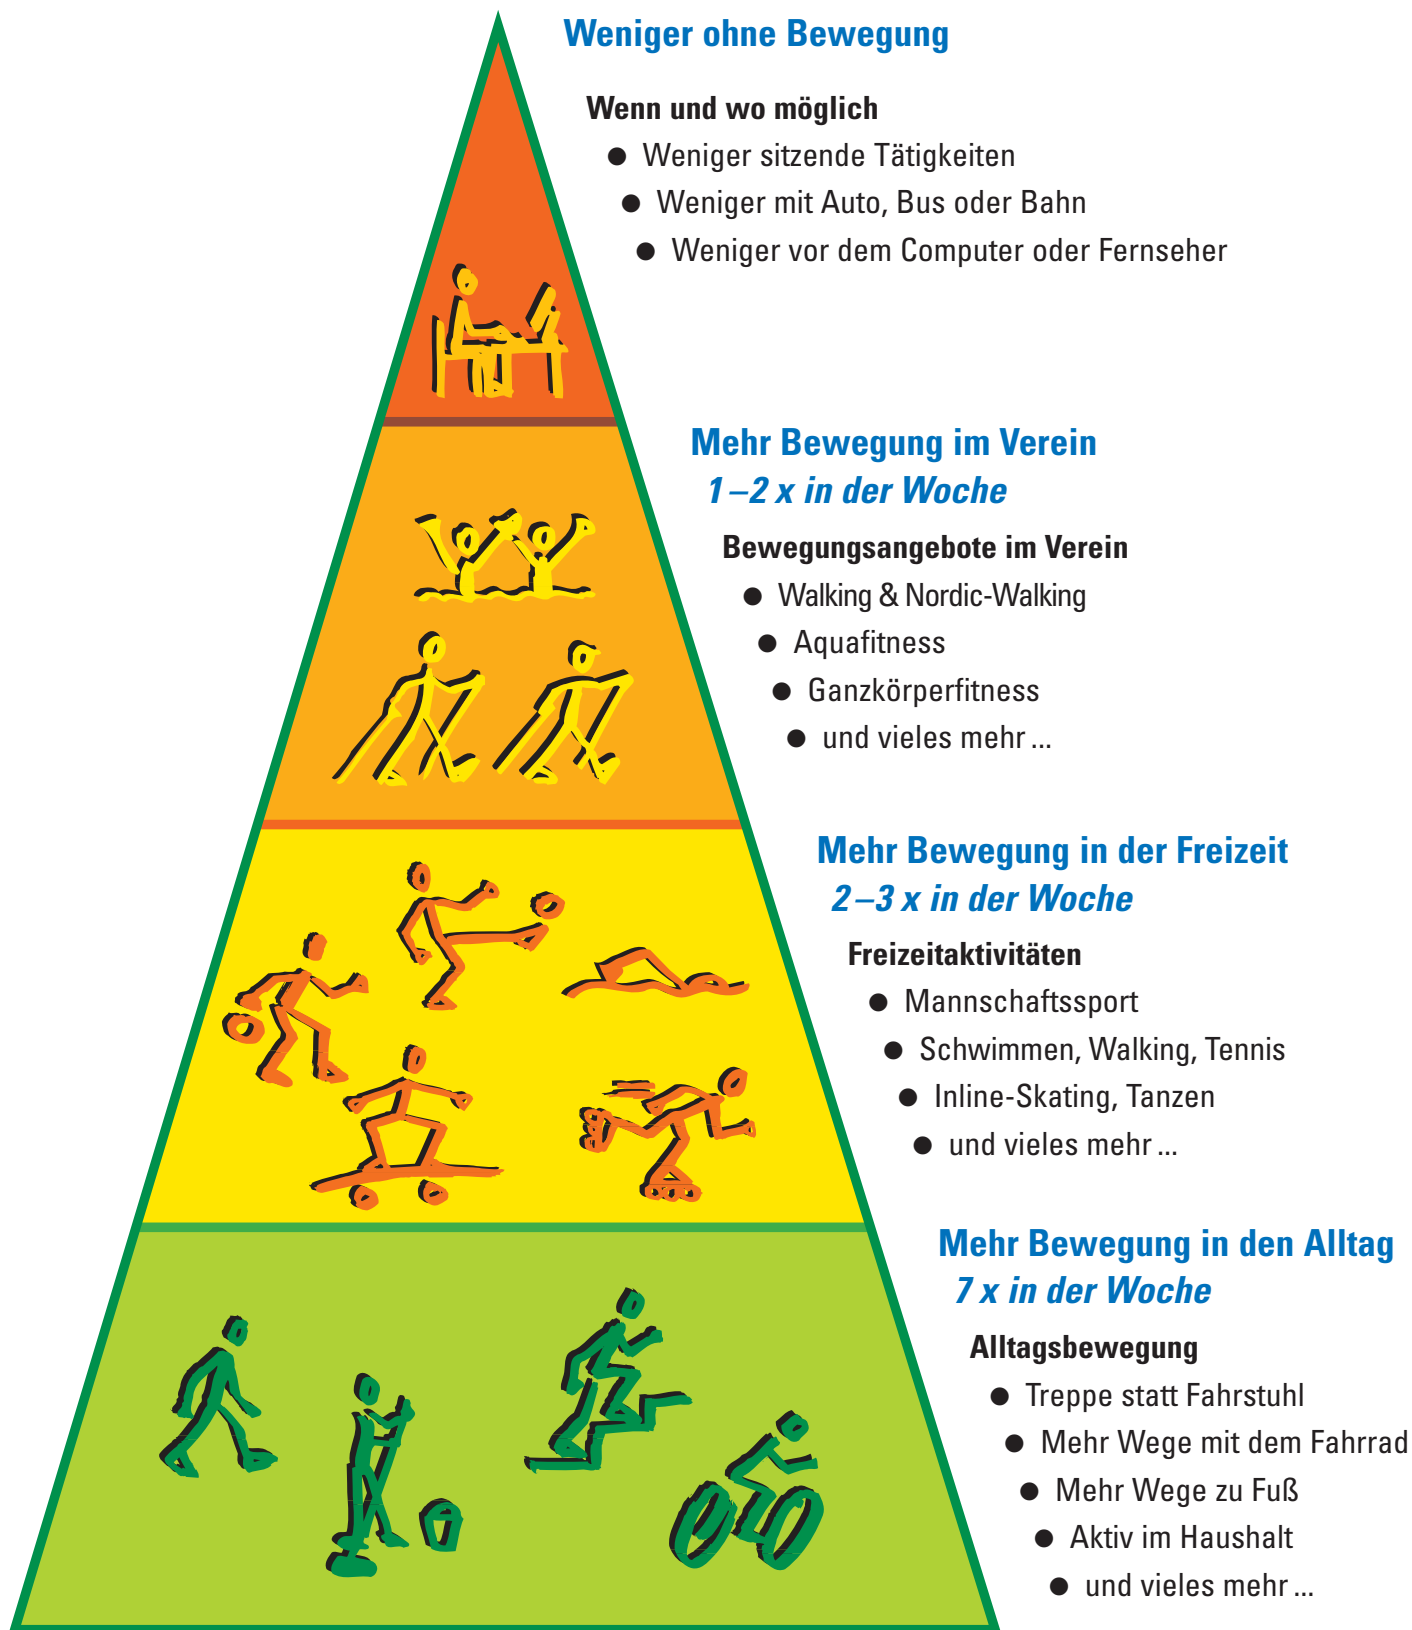 Weniger ohne Bewegung
Wenn und wo möglich
● Weniger sitzende Tätigkeiten
● Weniger mit Auto, Bus oder Bahn
● Weniger vor dem Computer oder Fernseher
Mehr Bewegung im Verein
1–2 x in der Woche
Bewegungsangebote im Verein
● Walking & Nordic-Walking
● Aquafitness
● Ganzkörperfitness
● und vieles mehr ...
Mehr Bewegung in der Freizeit
2–3 x in der Woche
Freizeitaktivitäten
● Mannschaftssport
● Schwimmen, Walking, Tennis
● Inline-Skating, Tanzen
● und vieles mehr ...
Mehr Bewegung in den Alltag
7 x in der Woche
Alltagsbewegung
● Treppe statt Fahrstuhl
● Mehr Wege mit dem Fahrrad
● Mehr Wege zu Fuß
● Aktiv im Haushalt
● und vieles mehr ...